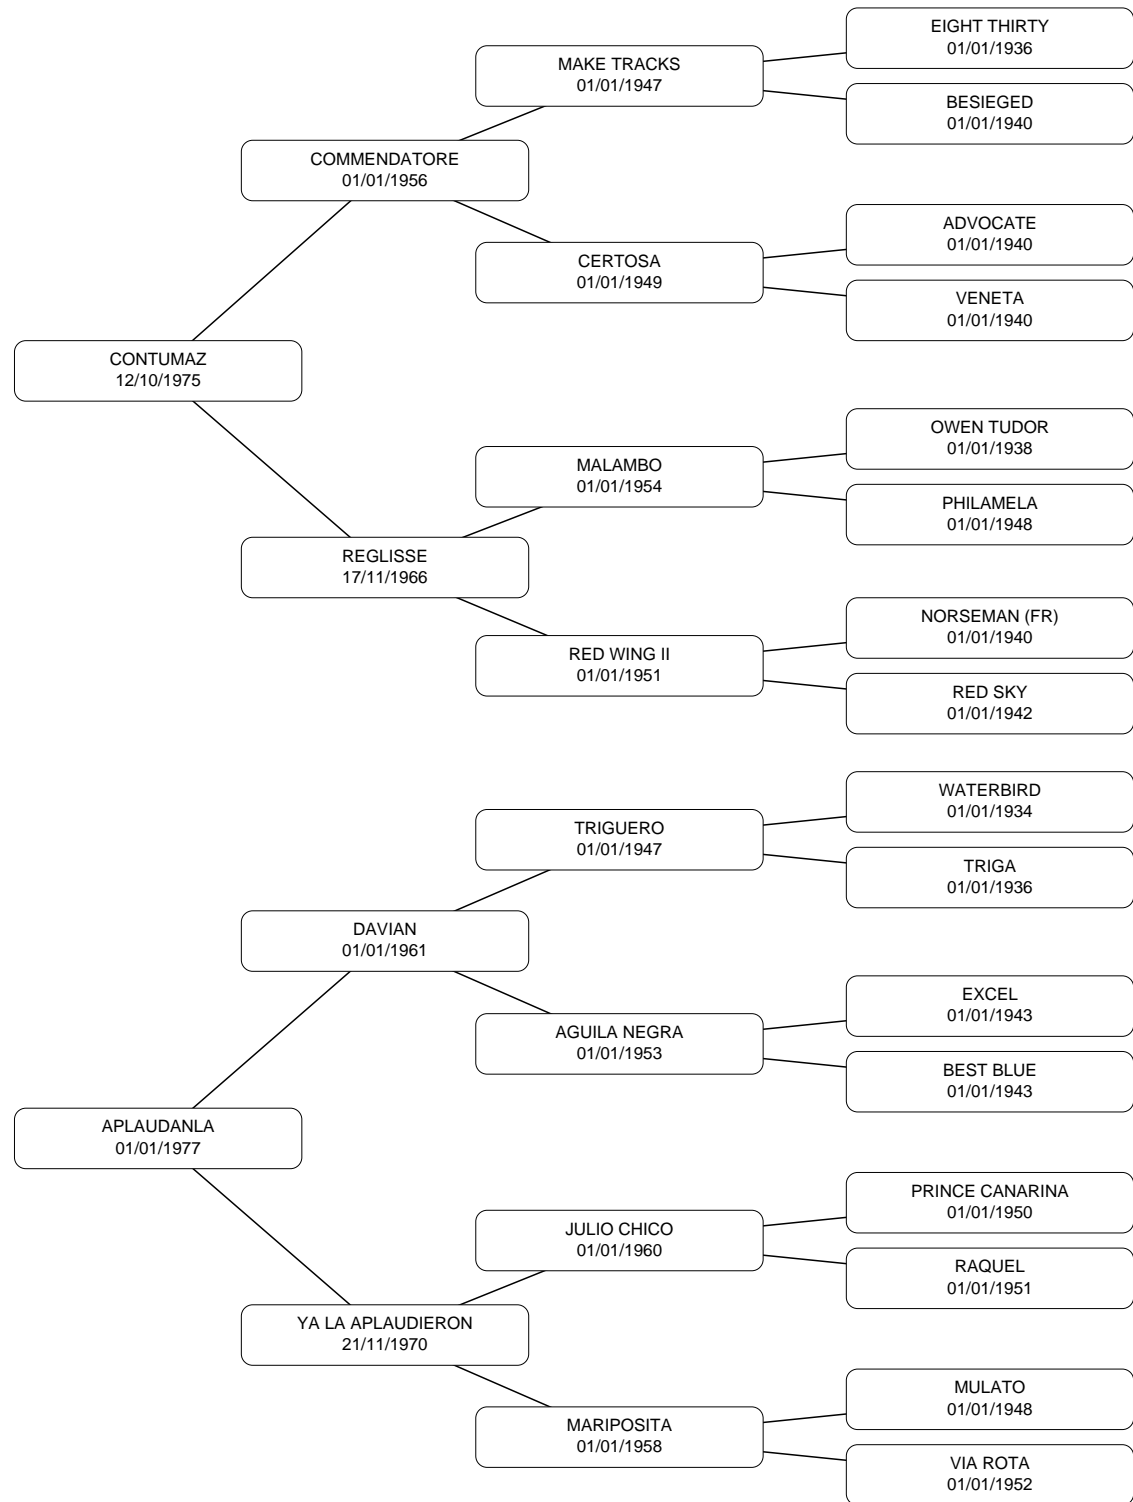 EIGHT THIRTY
01/01/1936
MAKE TRACKS
01/01/1947
BESIEGED
01/01/1940
COMMENDATORE
01/01/1956
ADVOCATE
01/01/1940
CERTOSA
01/01/1949
VENETA
01/01/1940
CONTUMAZ
12/10/1975
OWEN TUDOR
01/01/1938
MALAMBO
01/01/1954
PHILAMELA
01/01/1948
REGLISSE
17/11/1966
NORSEMAN (FR)
01/01/1940
RED WING II
01/01/1951
RED SKY
01/01/1942
WATERBIRD
01/01/1934
TRIGUERO
01/01/1947
TRIGA
01/01/1936
DAVIAN
01/01/1961
EXCEL
01/01/1943
AGUILA NEGRA
01/01/1953
BEST BLUE
01/01/1943
APLAUDANLA
01/01/1977
PRINCE CANARINA
01/01/1950
JULIO CHICO
01/01/1960
RAQUEL
01/01/1951
YA LA APLAUDIERON
21/11/1970
MULATO
01/01/1948
MARIPOSITA
01/01/1958
VIA ROTA
01/01/1952